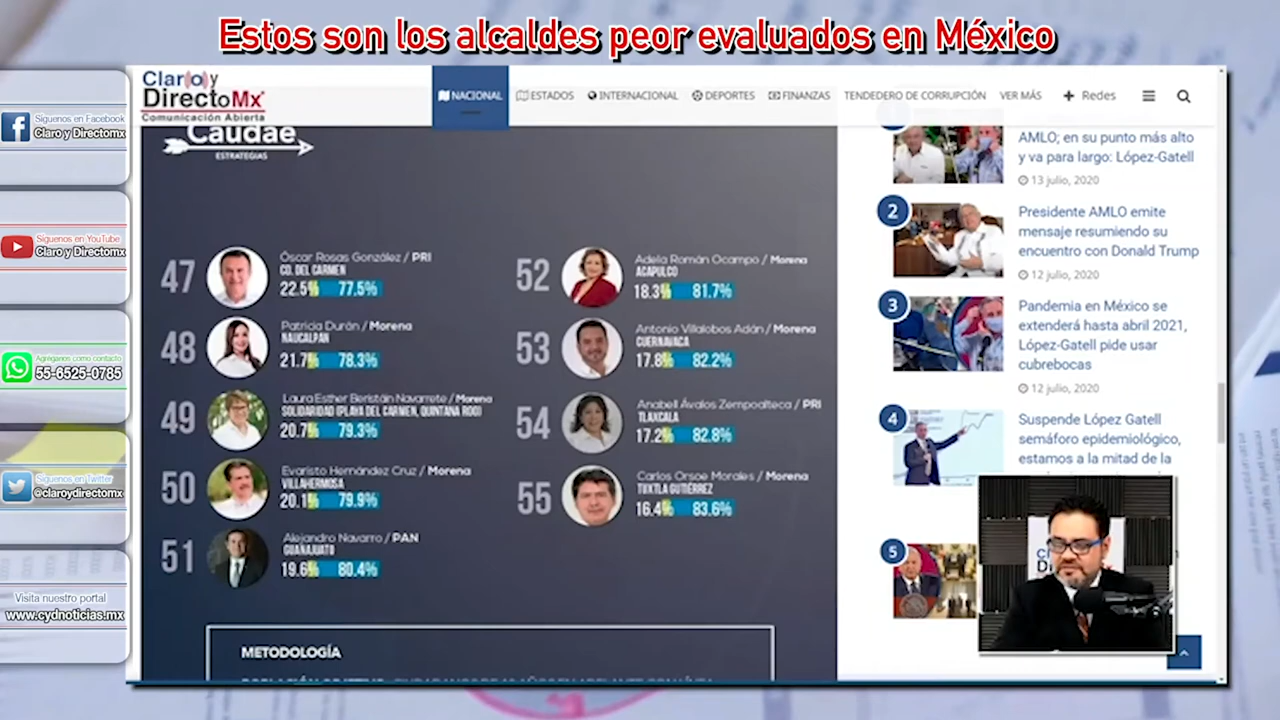 Estos son los alcaldes peor evaluados en México
Síguenos en Facebook
Claro y Directomx
Síguenos en YouTube
Claro y Directomx
Agréganos como contacto
55-6525-0785
Síguenos en Twitter
@claroydirectomx
Visita nuestro portal
www.cydnoticias.mx
Claro y
DirectoMx
Comunicación Abierta
NACIONAL
ESTADOS
INTERNACIONAL
DEPORTES
FINANZAS
TENDEDERO DE CORRUPCIÓN
VER MÁS
Redes
Caudae
ESTRATEGIAS
47
Óscar Rosas González / PRI
CD. DEL CARMEN
22.5% 77.5%
48
Patricia Durán / Morena
NAUCALPAN
21.7% 78.3%
49
Laura Esther Beristáin Navarrete / Morena
SOLIDARIDAD (PLAYA DEL CARMEN, QUINTANA ROO)
20.7% 79.3%
50
Evaristo Hernández Cruz / Morena
VILLAHERMOSA
20.1% 79.9%
51
Alejandro Navarro / PAN
GUANAJUATO
19.6% 80.4%
52
Adela Román Ocampo / Morena
ACAPULCO
18.3% 81.7%
53
Antonio Villalobos Adán / Morena
CUERNAVACA
17.8% 82.2%
54
Anabell Ávalos Zempoalteca / PRI
TLAXCALA
17.2% 82.8%
55
Carlos Orsoe Morales / Morena
TUXTLA GUTIÉRREZ
16.4% 83.6%
METODOLOGÍA
AMLO; en su punto más alto
y va para largo: López-Gatell
13 julio, 2020
2
Presidente AMLO emite
mensaje resumiendo su
encuentro con Donald Trump
12 julio, 2020
3
Pandemia en México se
extenderá hasta abril 2021,
López-Gatell pide usar
cubrebocas
12 julio, 2020
4
Suspende López Gatell
semáforo epidemiológico,
estamos a la mitad de la
5